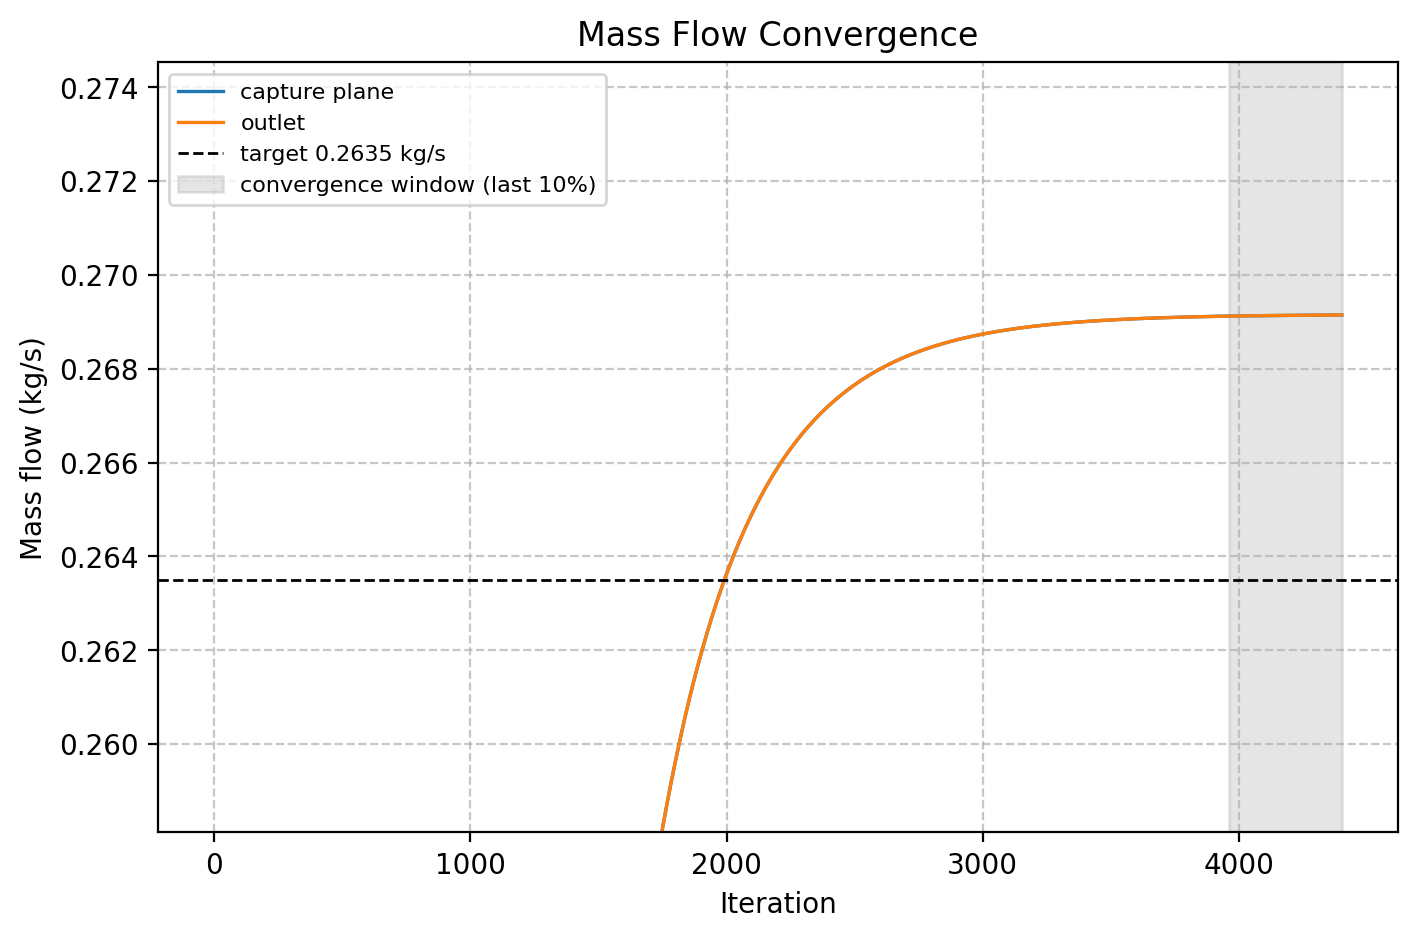 Mass Flow Convergence
capture plane
outlet
target 0.2635 kg/s
convergence window (last 10%)
Mass flow (kg/s)
0.274
0.272
0.270
0.268
0.266
0.264
0.262
0.260
0
1000
2000
3000
4000
Iteration